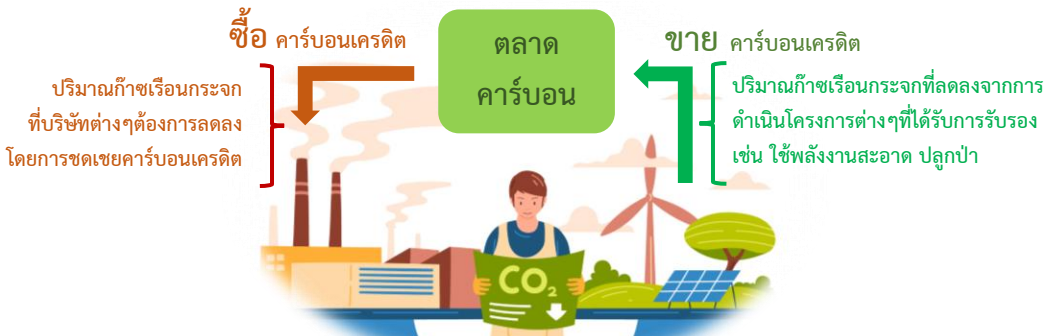 ซื้อ คาร์บอนเครดิต
ปริมาณก๊าซเรือนกระจก
ที่บริษัทต่างๆต้องการลดลง
โดยการชดเชยคาร์บอนเครดิต
ตลาด
คาร์บอน
ขาย คาร์บอนเครดิต
ปริมาณก๊าซเรือนกระจกที่ลดลงจากการ
ดำเนินโครงการต่างๆที่ได้รับการรับรอง
เช่น ใช้พลังงานสะอาด ปลูกป่า
CO₂